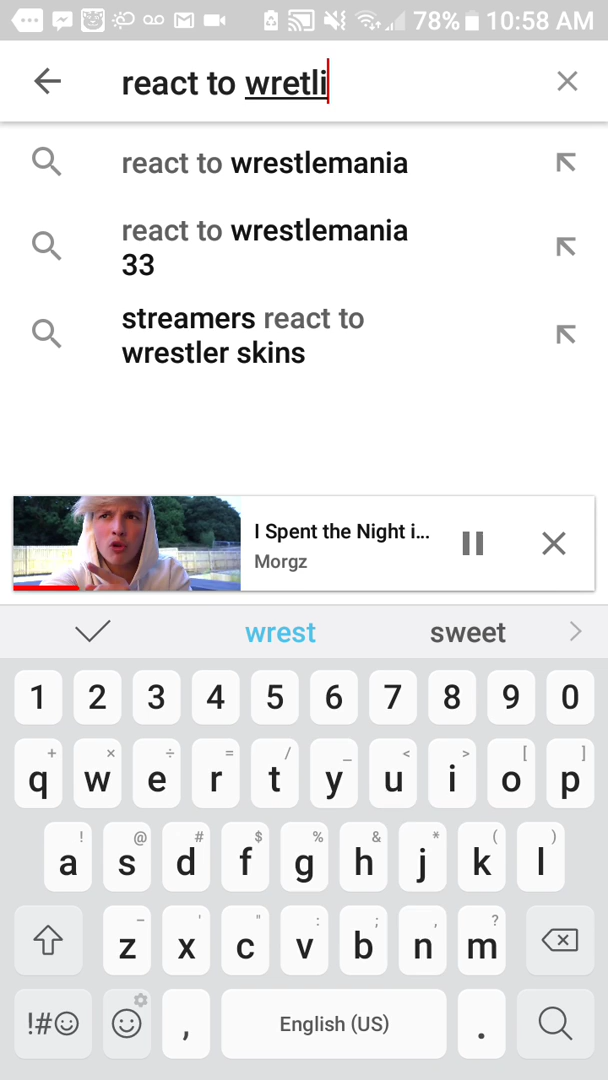 78% 10:58 AM
react to wretli
react to wrestlemania
react to wrestlemania
33
streamers react to
wrestler skins
I Spent the Night i...
Morgz
wrest sweet
1 2 3 4 5 6 7 8 9 0
+ × ÷ = / _ < > [ ]
q w e r t y u i o p
! @ # $ % & * ( )
a s d f g h j k l
- ' " : ; , ?
z x c v b n m
!#☺ , English (US) .